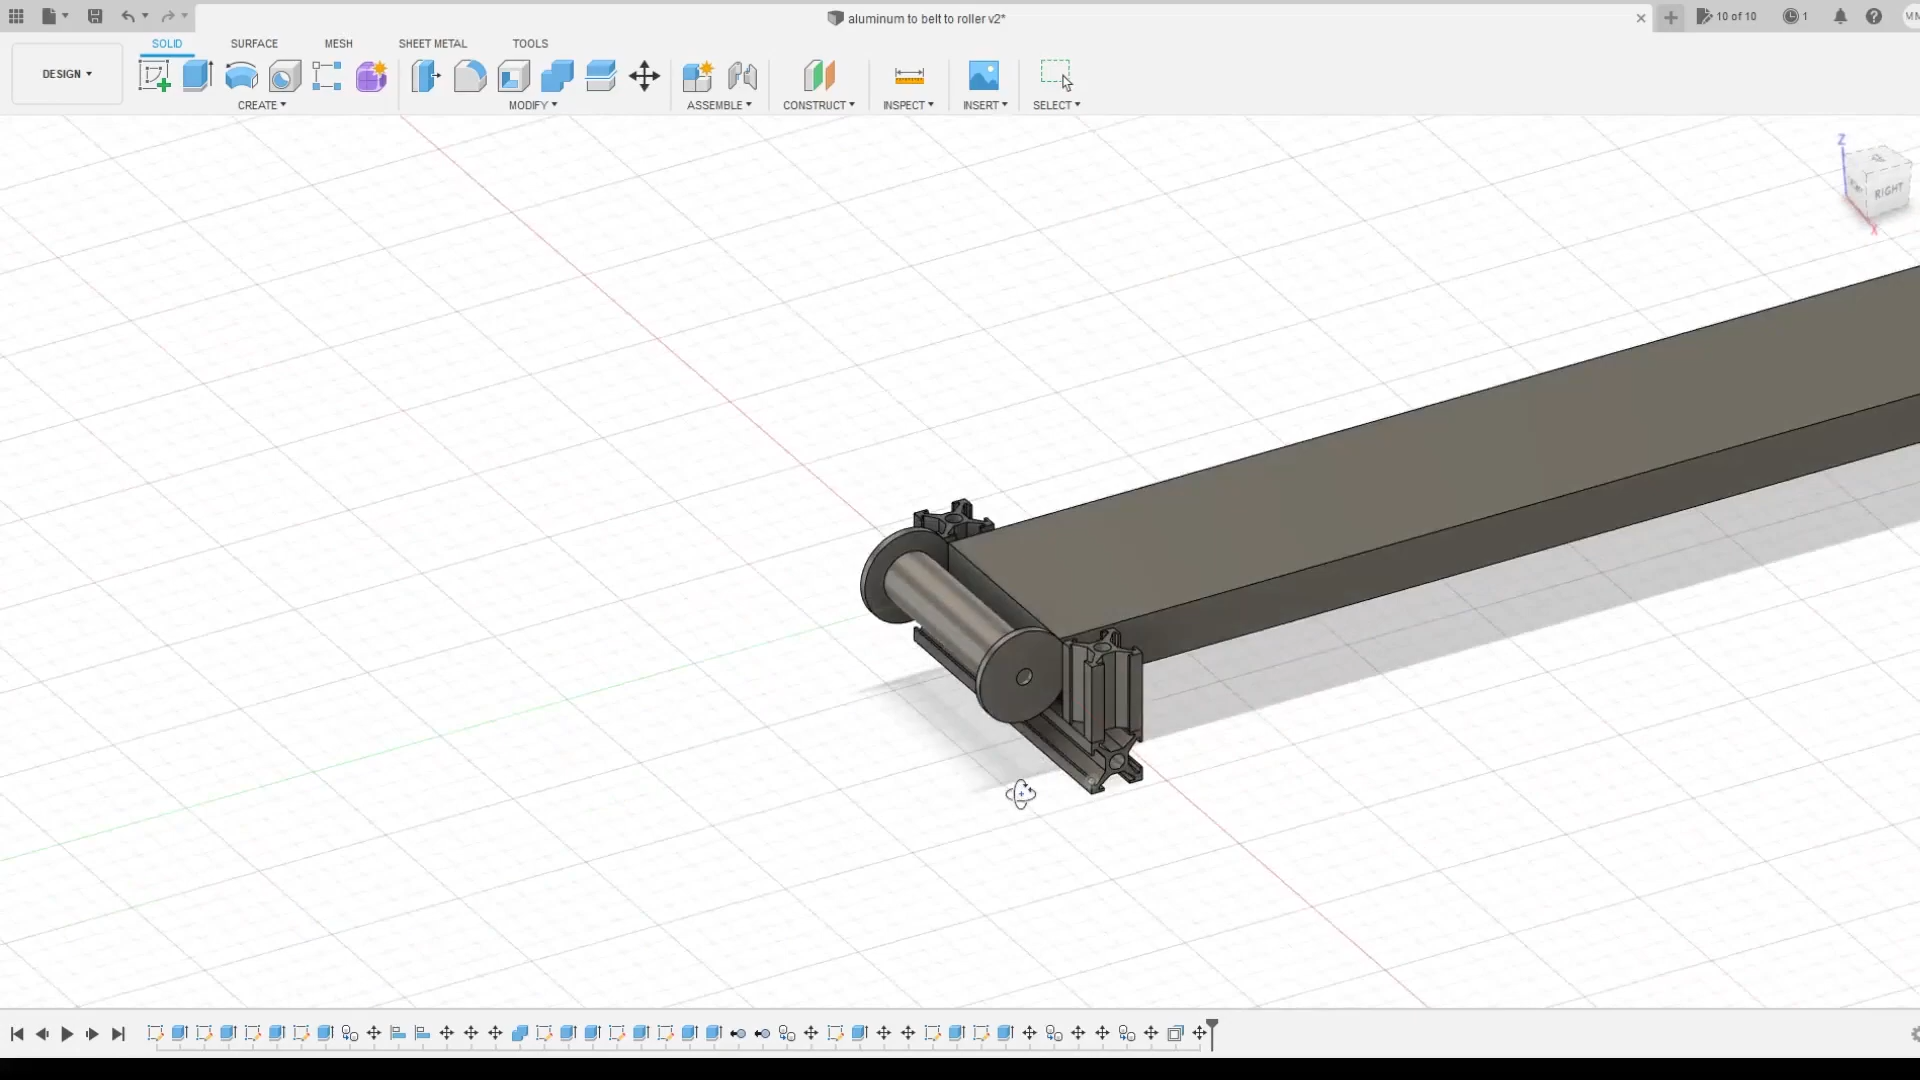 aluminum to belt to roller v2*
10 of 10
1
MM
DESIGN
SOLID
SURFACE
MESH
SHEET METAL
TOOLS
CREATE
MODIFY
ASSEMBLE
CONSTRUCT
INSPECT
INSERT
SELECT
Z
RIGHT
X